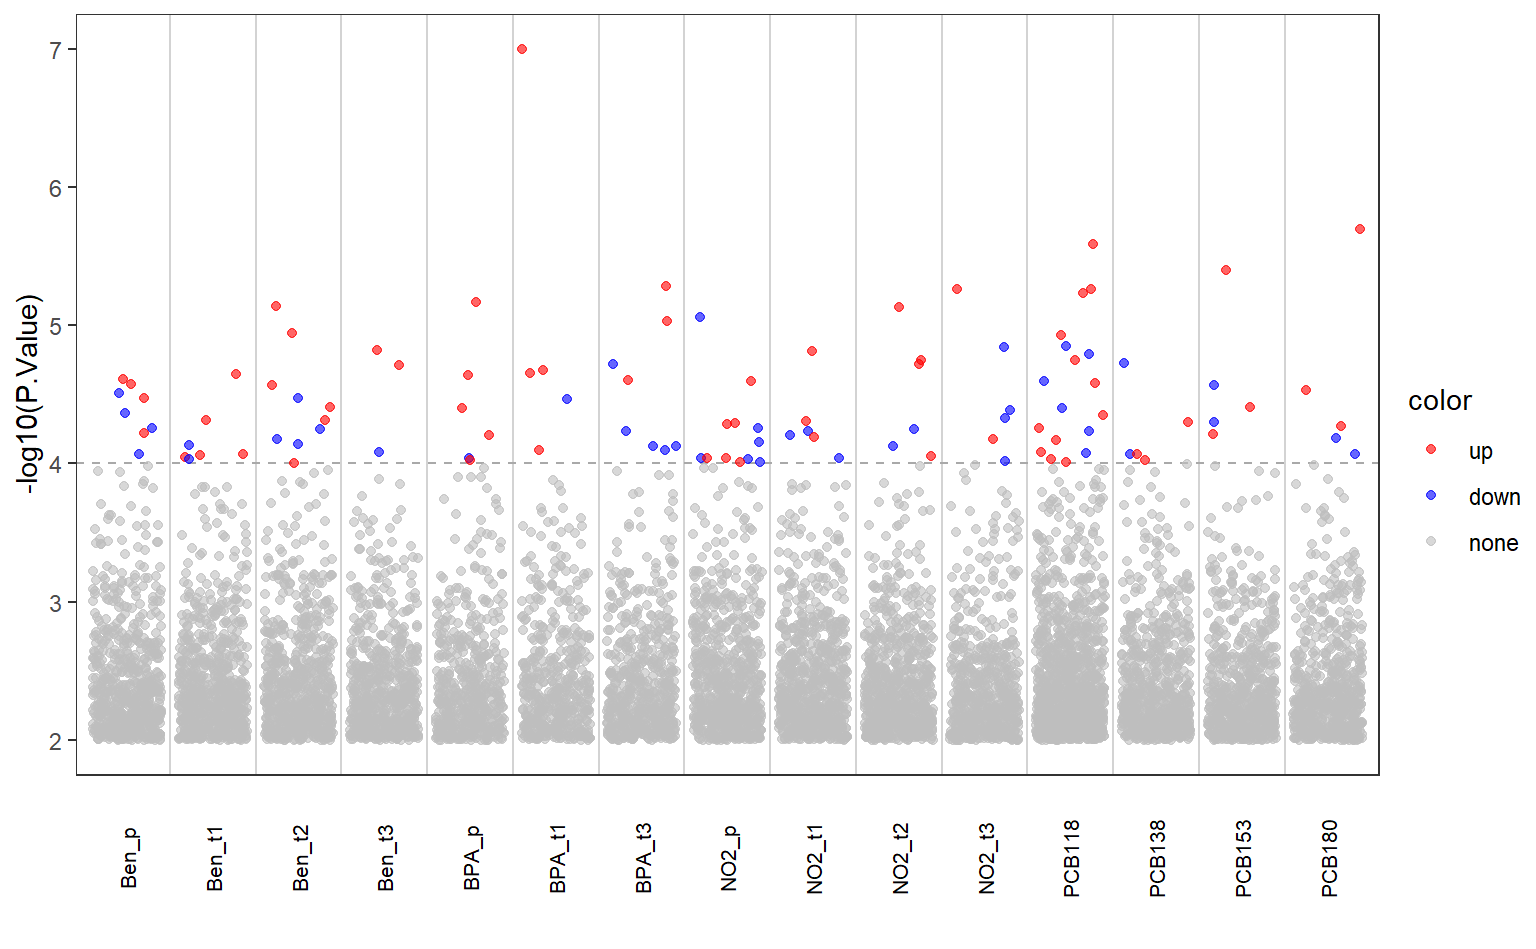 7
6
5
4
3
2
-log10(P.Value)
Ben_p
Ben_t1
Ben_t2
Ben_t3
BPA_p
BPA_t1
BPA_t3
NO2_p
NO2_t1
NO2_t2
NO2_t3
PCB118
PCB138
PCB153
PCB180
color
up
down
none